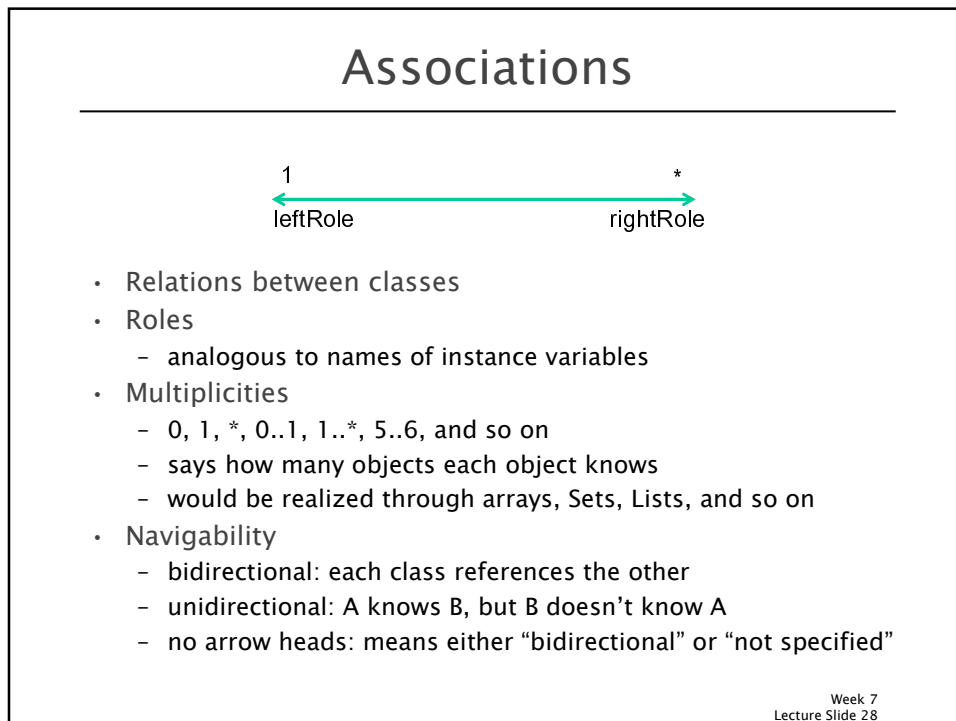 Associations
1 *
leftRole rightRole
• Relations between classes
• Roles
– analogous to names of instance variables
• Multiplicities
– 0, 1, *, 0..1, 1..*, 5..6, and so on
– says how many objects each object knows
– would be realized through arrays, Sets, Lists, and so on
• Navigability
– bidirectional: each class references the other
– unidirectional: A knows B, but B doesn’t know A
– no arrow heads: means either “bidirectional” or “not specified”
Week 7
Lecture Slide 28